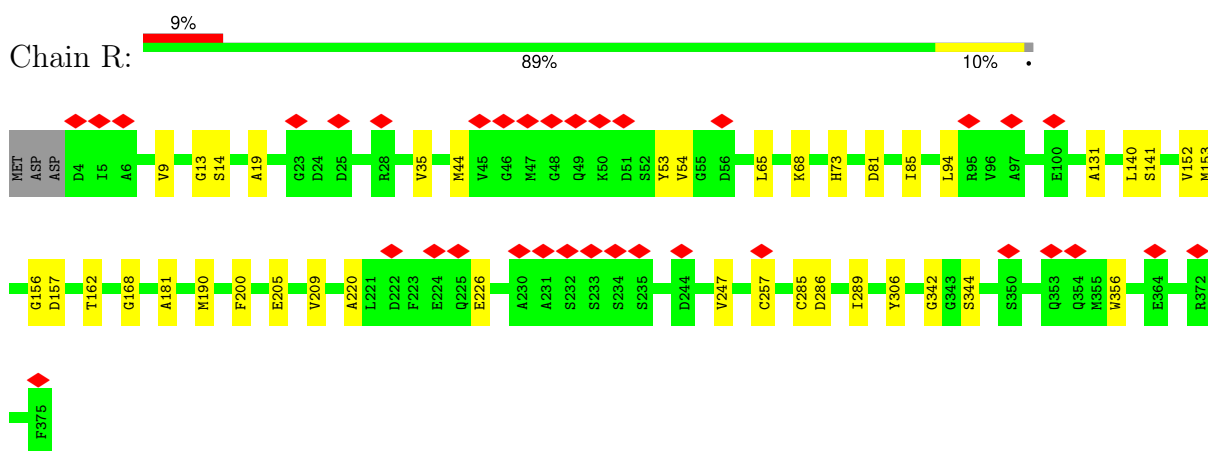 9%
Chain R:
89% 10% •
MET ASP ASP D4 I5 A6 V9 G13 S14 A19 G23 D24 D25 R28 V35 M44 V45 G46 M47 G48 Q49 K50 D51 S52 Y53 V54 G55 D56 L65 K68 H73 D81 I85 L94 R95 V96 A97 E100 A131 L140 S141 V152 M153
G156 D157 T162 G168 A181 M190 F200 E205 V209 A220 L221 D222 F223 E224 Q225 E226 A230 A231 S232 S233 S234 S235 D244 V247 C257 C285 D286 I289 Y306 G342 G343 S344 S350 Q353 Q354 M355 W356 E364 R372
F375